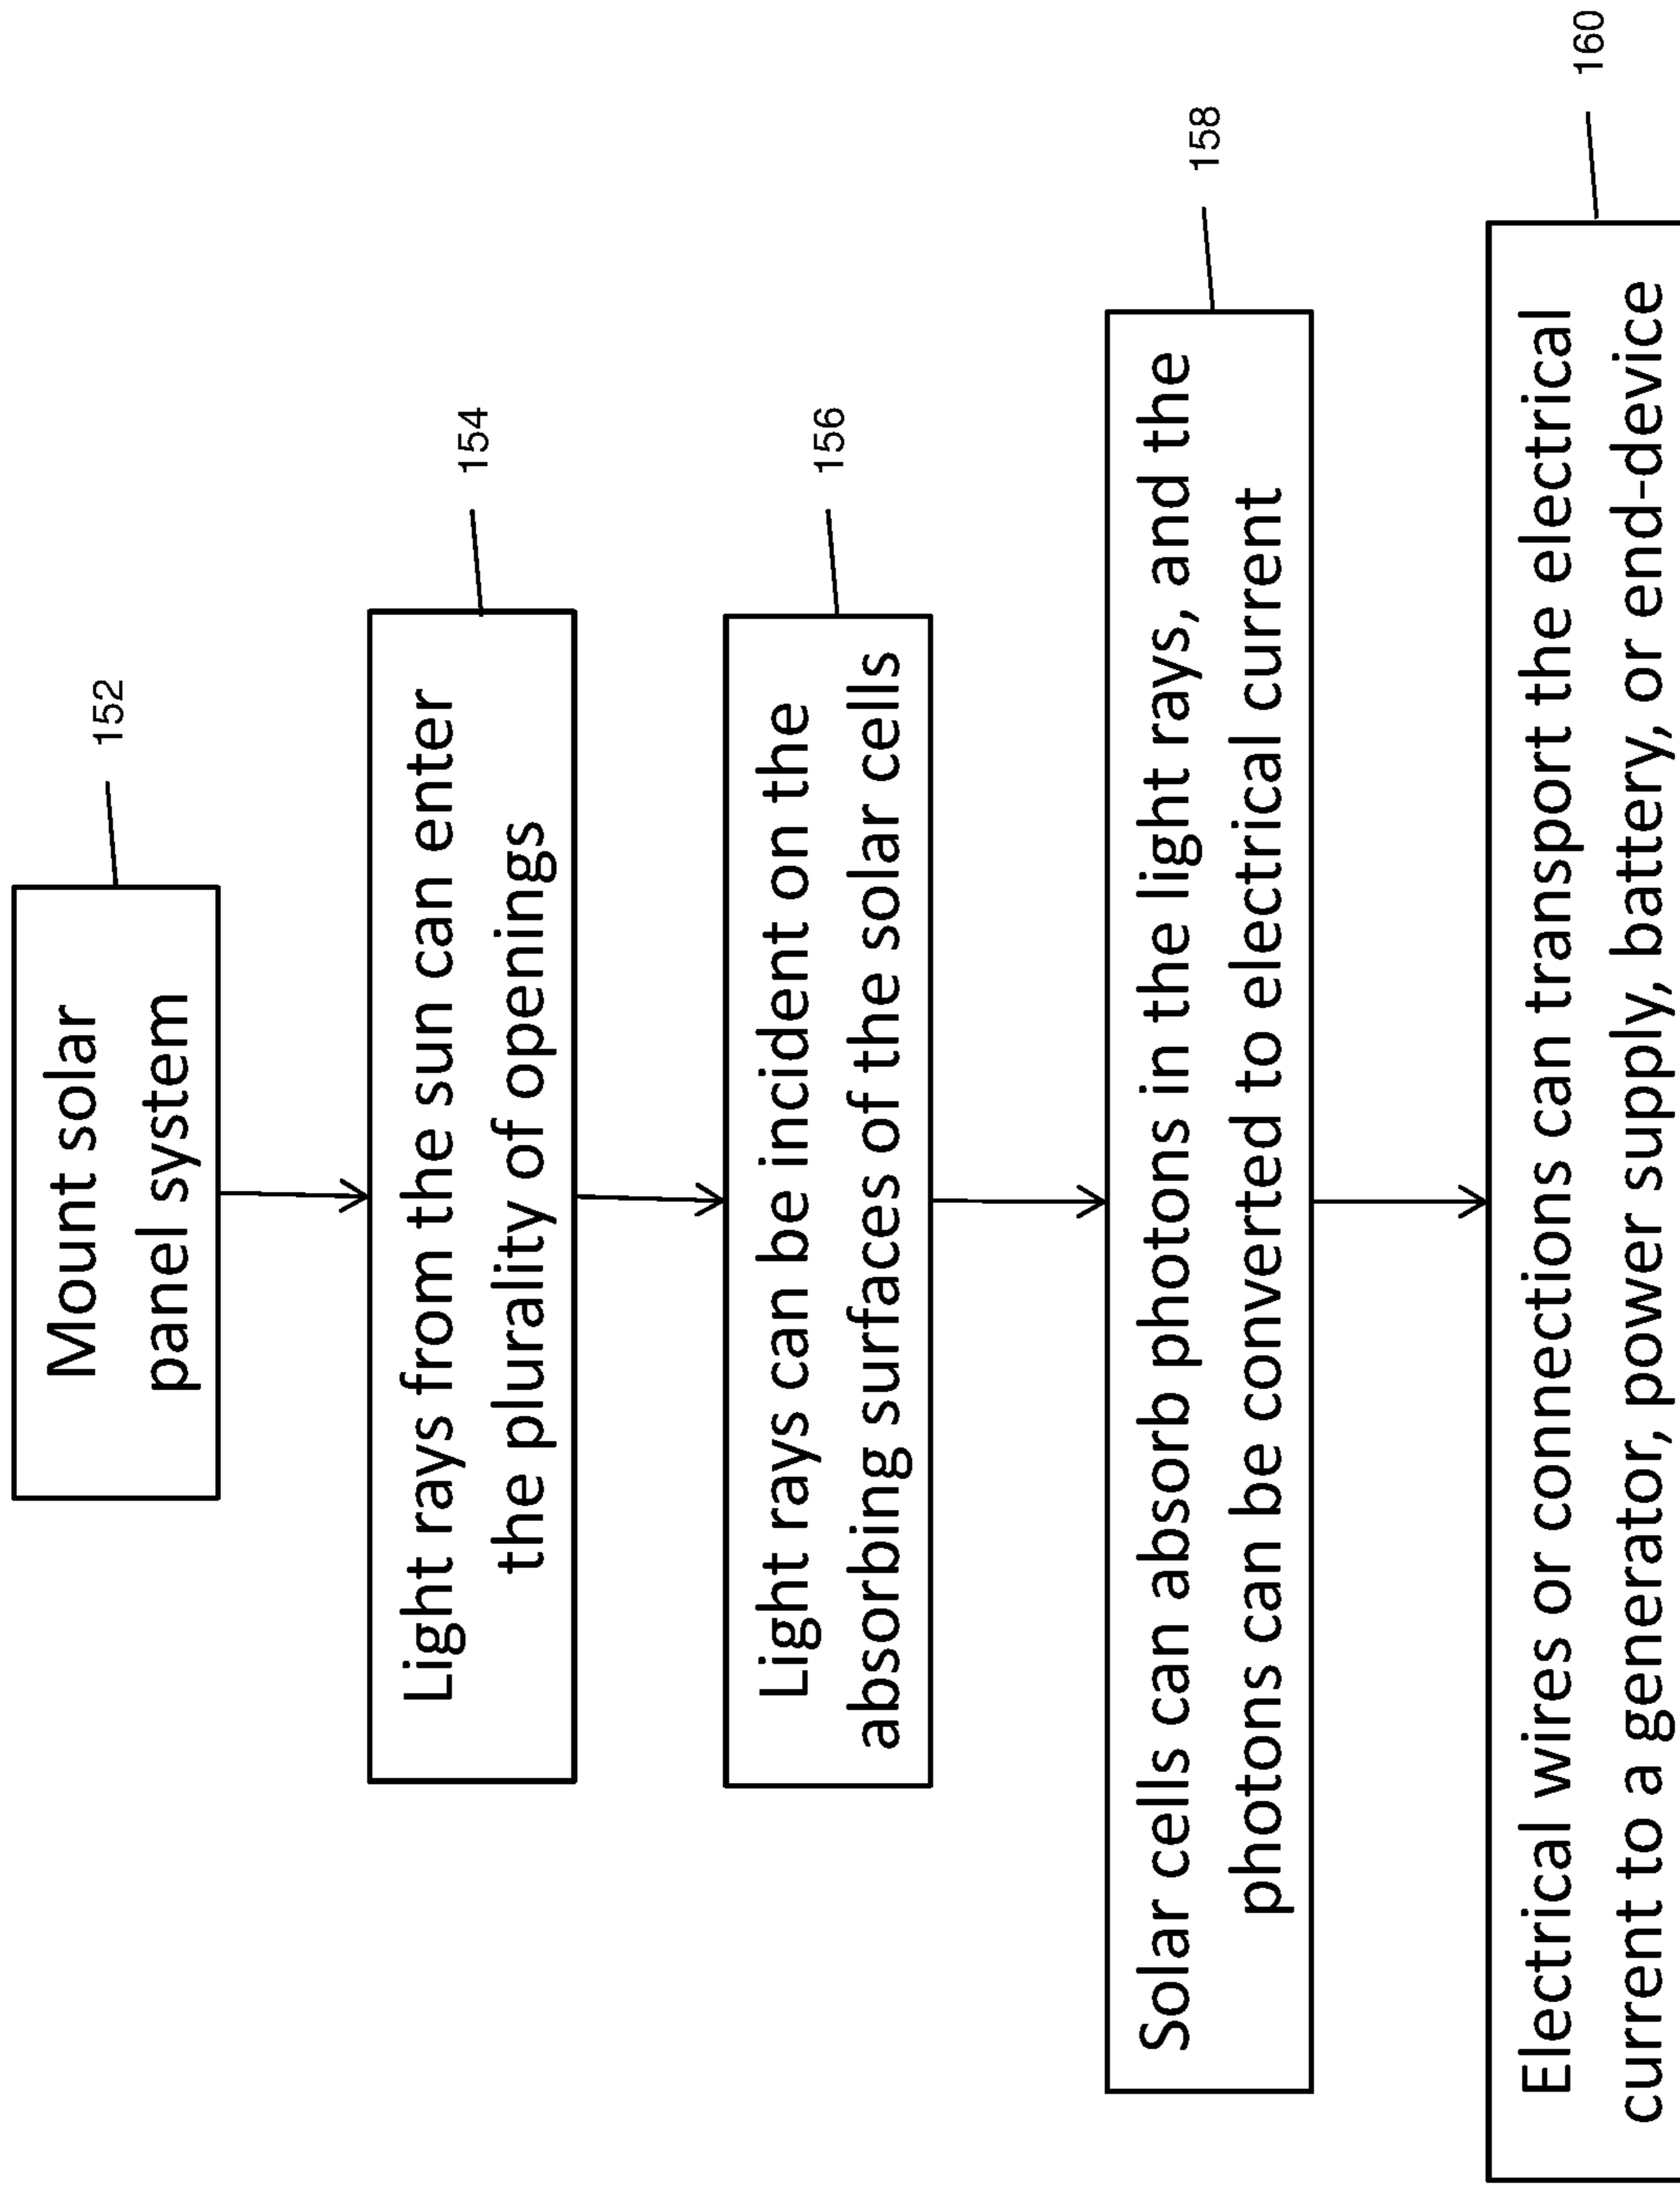 Mount solar
panel system
152
Light rays from the sun can enter
the plurality of openings
154
Light rays can be incident on the
absorbing surfaces of the solar cells
156
Solar cells can absorb photons in the light rays, and the
photons can be converted to electrical current
158
Electrical wires or connections can transport the electrical
current to a generator, power supply, battery, or end-device
160